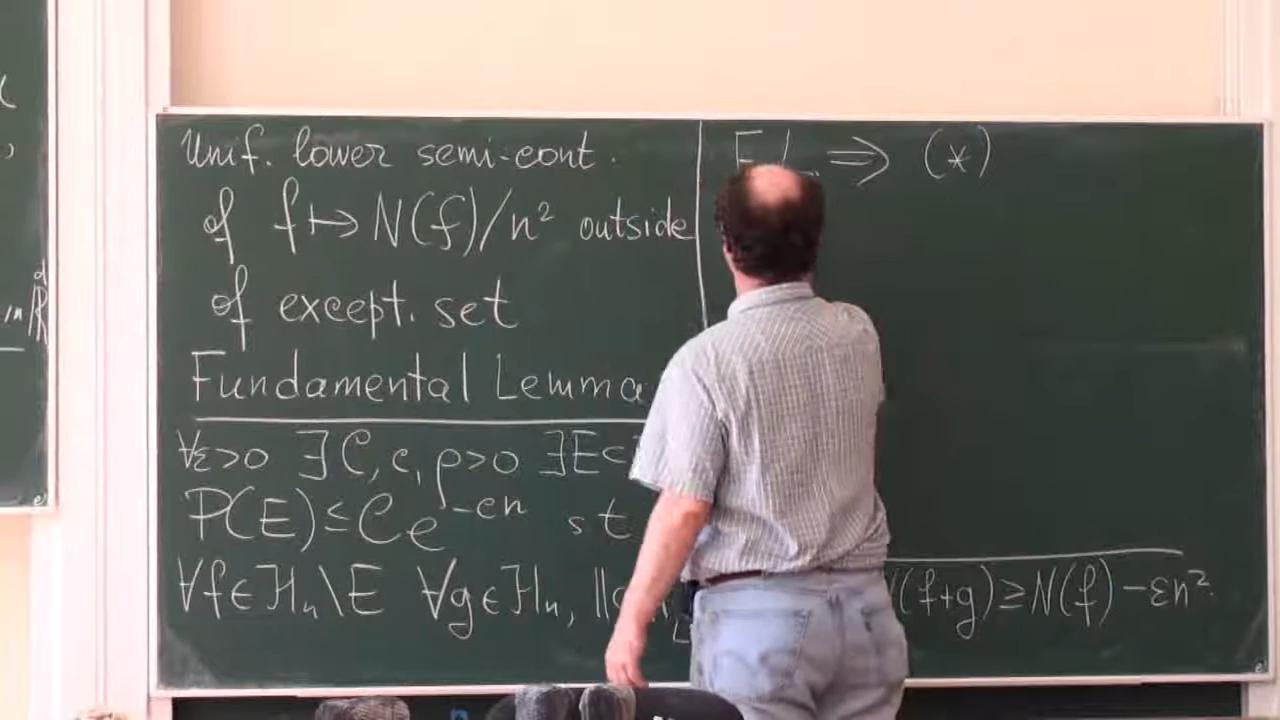 Unif. lower semi-cont.
of f ↦ N(f)/n² outside
of except. set
Fundamental Lemma
∀ε>0 ∃C, c, ρ>0 ∃E⊂
P(E) ≤ Ce^{-cn} s t
∀f∈H_n\E ∀g∈H_n, ‖g
(f+g) ≥ N(f) - εn².
⇒ (*)
in ℝ^d